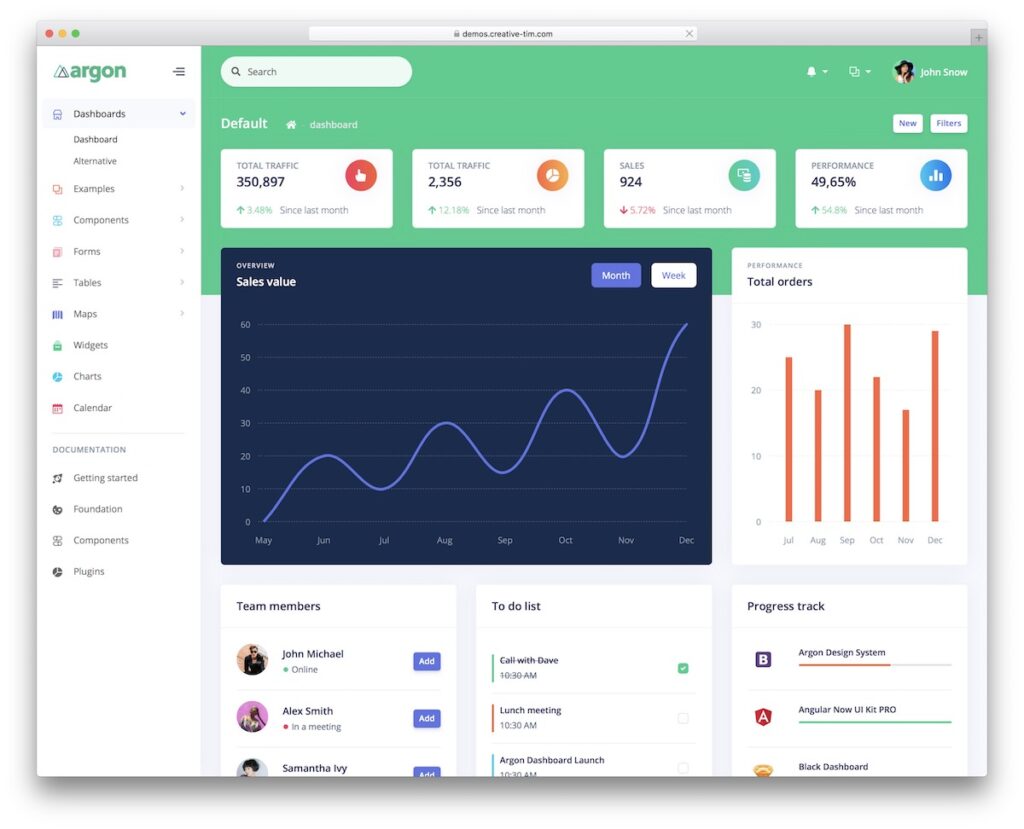 demos.creative-tim.com
argon
Search
John Snow
Dashboards
Dashboard
Alternative
Examples
Components
Forms
Tables
Maps
Widgets
Charts
Calendar
DOCUMENTATION
Getting started
Foundation
Components
Plugins
Default
dashboard
New
Filters
TOTAL TRAFFIC
350,897
3.48% Since last month
TOTAL TRAFFIC
2,356
12.18% Since last month
SALES
924
5.72% Since last month
PERFORMANCE
49,65%
54.8% Since last month
OVERVIEW
Sales value
Month
Week
60
50
40
30
20
10
0
May Jun Jul Aug Sep Oct Nov Dec
PERFORMANCE
Total orders
30
20
10
0
Jul Aug Sep Oct Nov Dec
Team members
John Michael
Online
Add
Alex Smith
In a meeting
Add
Samantha Ivy
Add
To do list
Call with Dave
10:30 AM
Lunch meeting
10:30 AM
Argon Dashboard Launch
10:30 AM
Progress track
B
Argon Design System
A
Angular Now UI Kit PRO
Black Dashboard